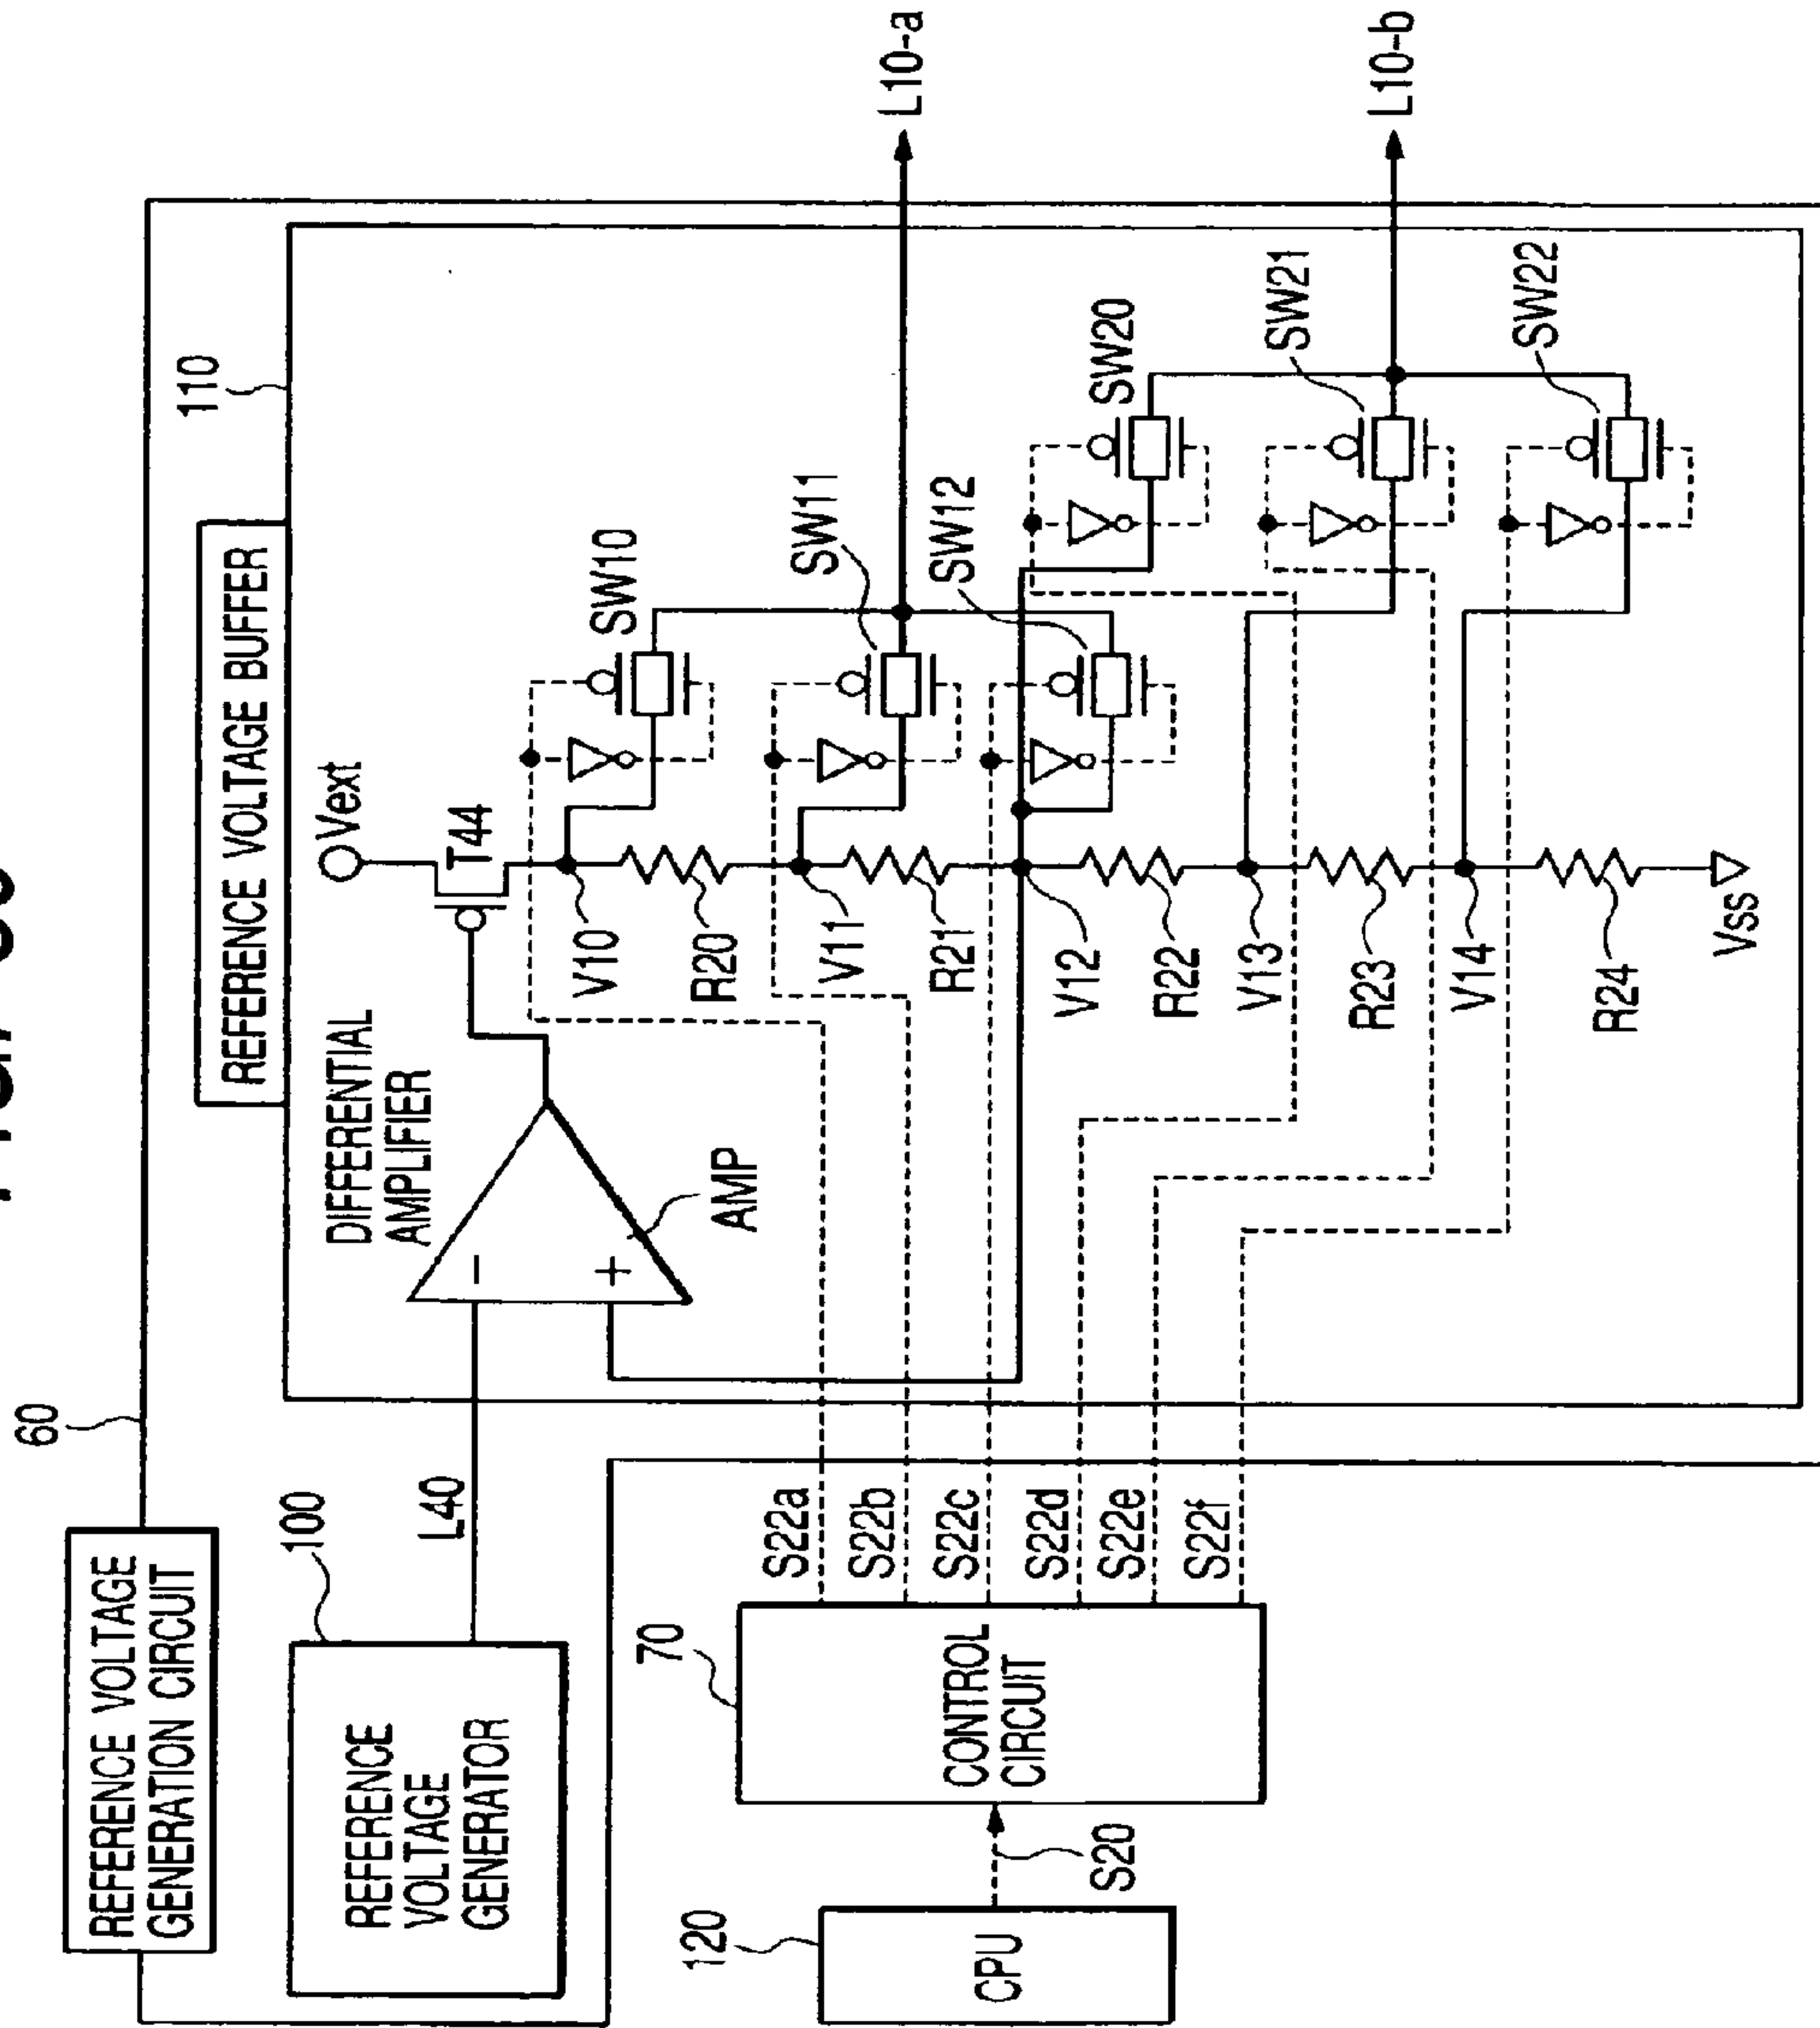 60
REFERENCE VOLTAGE
GENERATION CIRCUIT
100
REFERENCE
VOLTAGE
GENERATOR
L40
REFERENCE VOLTAGE BUFFER
110
DIFFERENTIAL
AMPLIFIER
−
+
AMP
Vext
T44
V10
R20
V11
R21
V12
R22
V13
R23
V14
R24
Vss
SW10
SW11
SW12
SW20
SW21
SW22
L10-a
L10-b
120
CPU
S20
70
CONTROL
CIRCUIT
S22a
S22b
S22c
S22d
S22e
S22f